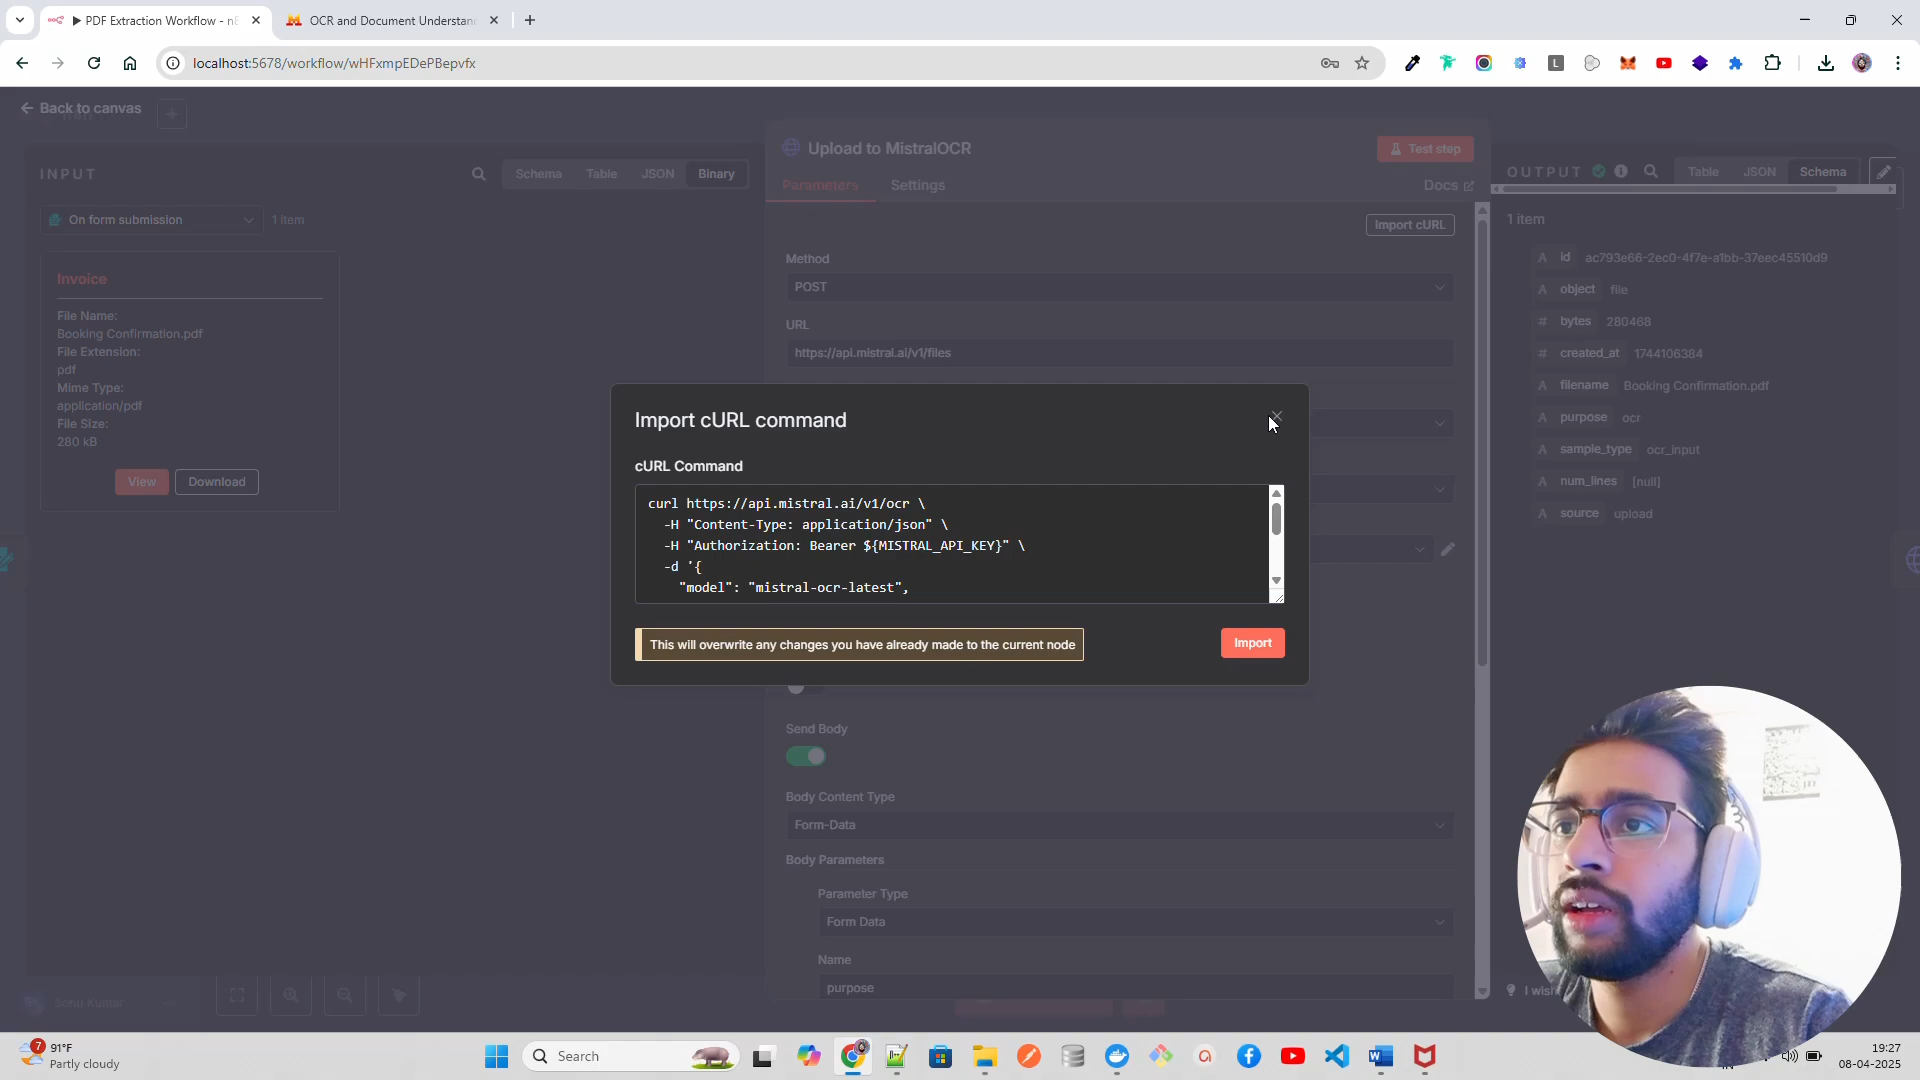 PDF Extraction Workflow - n8
OCR and Document Understan
localhost:5678/workflow/wHFxmpEDePBepvfx
Back to canvas
INPUT
Schema
Table
JSON
Binary
On form submission
1 item
Invoice
File Name:
Booking Confirmation.pdf
File Extension:
pdf
Mime Type:
application/pdf
File Size:
280 kB
View
Download
Upload to MistralOCR
Test step
Parameters
Settings
Docs
Import cURL
Method
POST
URL
https://api.mistral.ai/v1/files
Import cURL command
cURL Command
curl https://api.mistral.ai/v1/ocr \
-H "Content-Type: application/json" \
-H "Authorization: Bearer ${MISTRAL_API_KEY}" \
-d '{
"model": "mistral-ocr-latest",
This will overwrite any changes you have already made to the current node
Import
Send Body
Body Content Type
Form-Data
Body Parameters
Parameter Type
Form Data
Name
purpose
OUTPUT
Table
JSON
Schema
1 item
A id ac793e66-2ec0-4f7e-a1bb-37eec45510d9
A object file
# bytes 280468
# created_at 1744106384
A filename Booking Confirmation.pdf
A purpose ocr
A sample_type ocr_input
A num_lines [null]
A source upload
I wish
Sonu Kumar
7
91°F
Partly cloudy
Search
19:27
08-04-2025